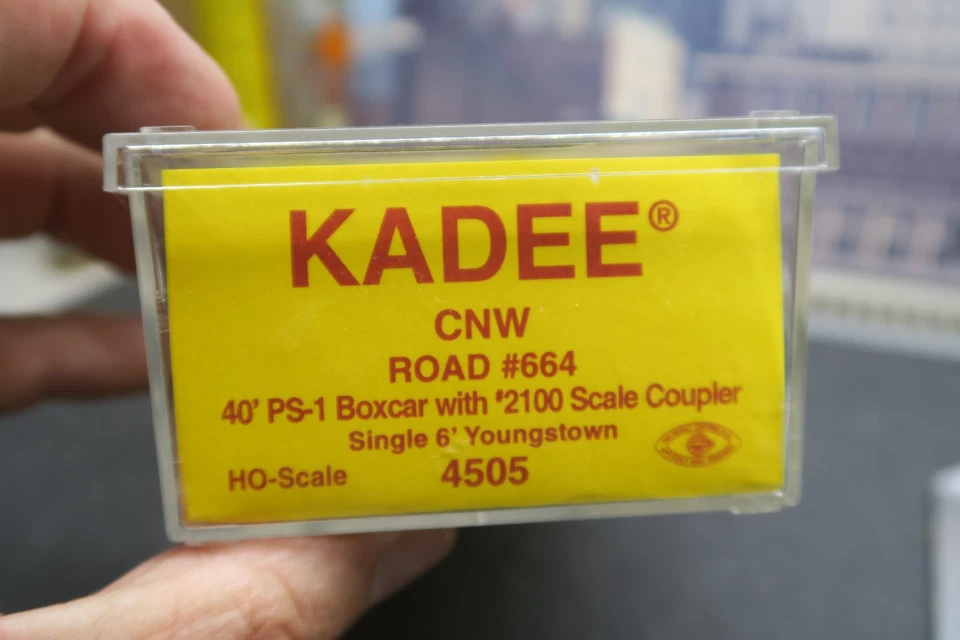 KADEE®
CNW
ROAD #664
40' PS-1 Boxcar with #2100 Scale Coupler
Single 6' Youngstown
HO-Scale 4505